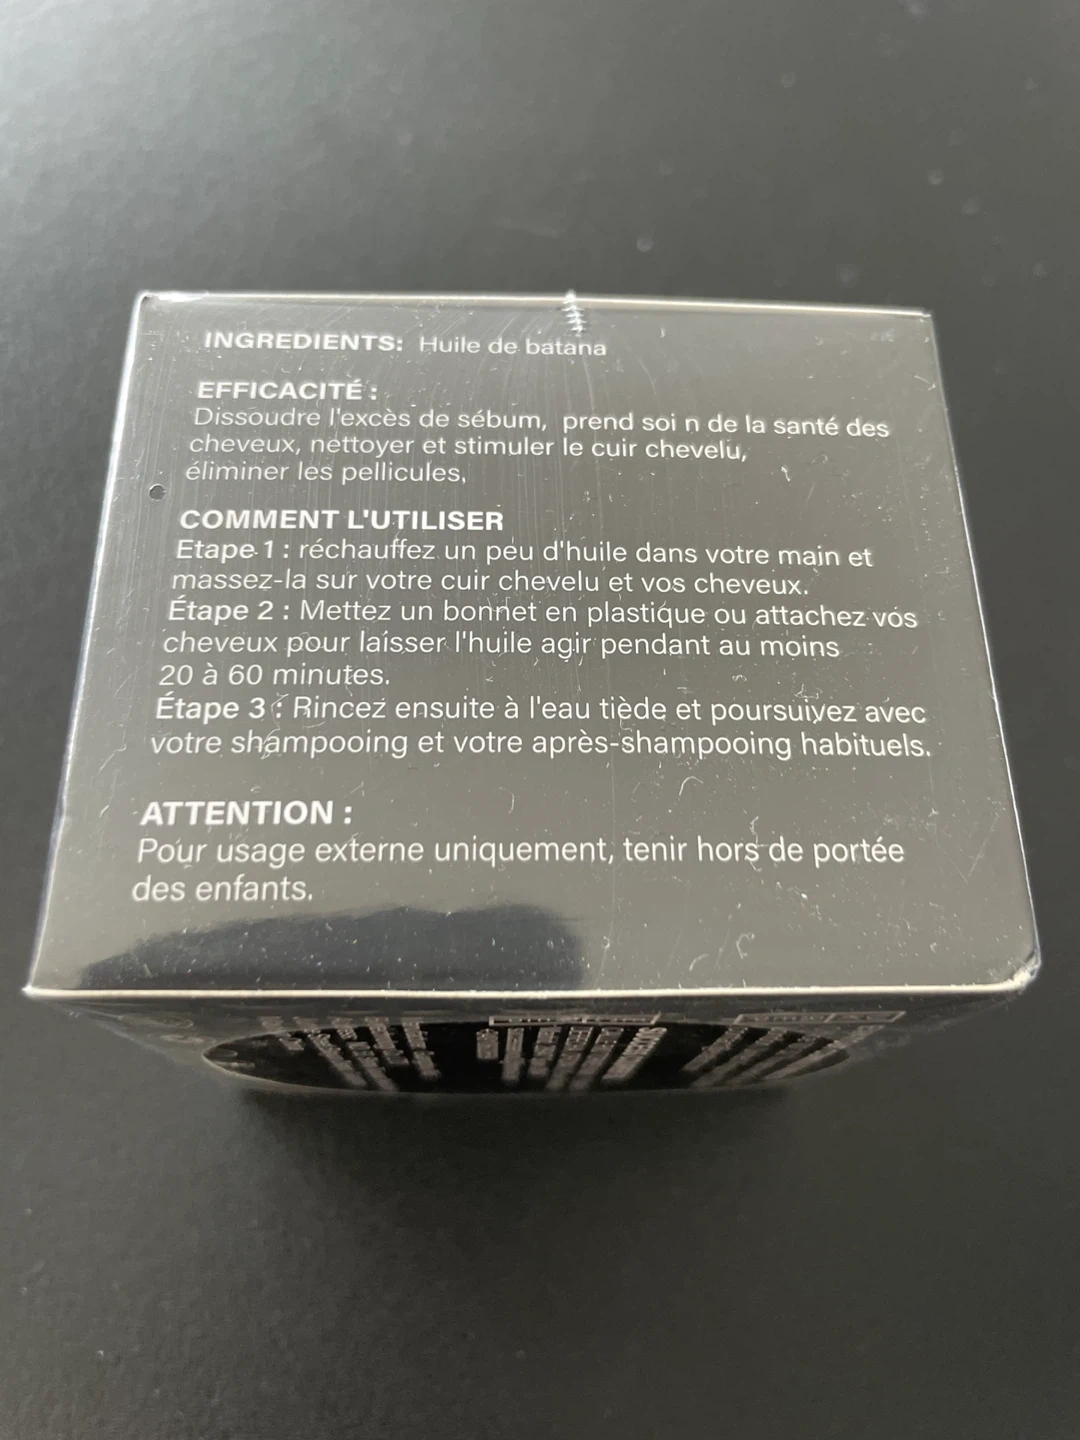 INGREDIENTS: Huile de batana
EFFICACITÉ :
Dissoudre l'excès de sébum, prend soi n de la santé des
cheveux, nettoyer et stimuler le cuir chevelu,
éliminer les pellicules,
COMMENT L'UTILISER
Etape 1 : réchauffez un peu d'huile dans votre main et
massez-la sur votre cuir chevelu et vos cheveux.
Étape 2 : Mettez un bonnet en plastique ou attachez vos
cheveux pour laisser l'huile agir pendant au moins
20 à 60 minutes.
Étape 3 : Rincez ensuite à l'eau tiède et poursuivez avec
votre shampooing et votre après-shampooing habituels.
ATTENTION :
Pour usage externe uniquement, tenir hors de portée
des enfants.